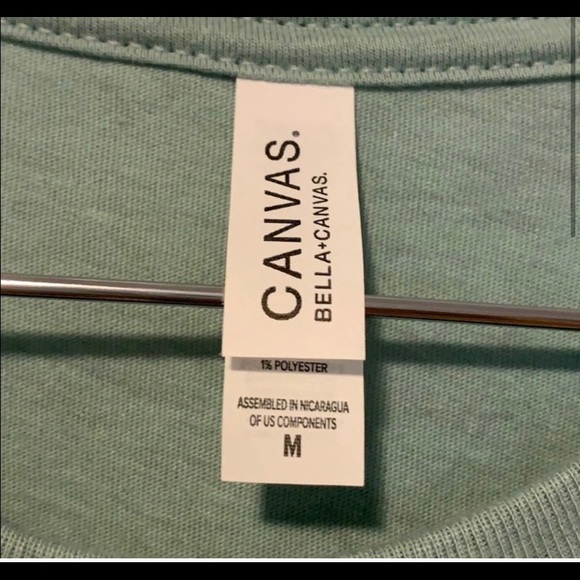 CANVAS.
BELLA+CANVAS.
1% POLYESTER
ASSEMBLED IN NICARAGUA
OF US COMPONENTS
M